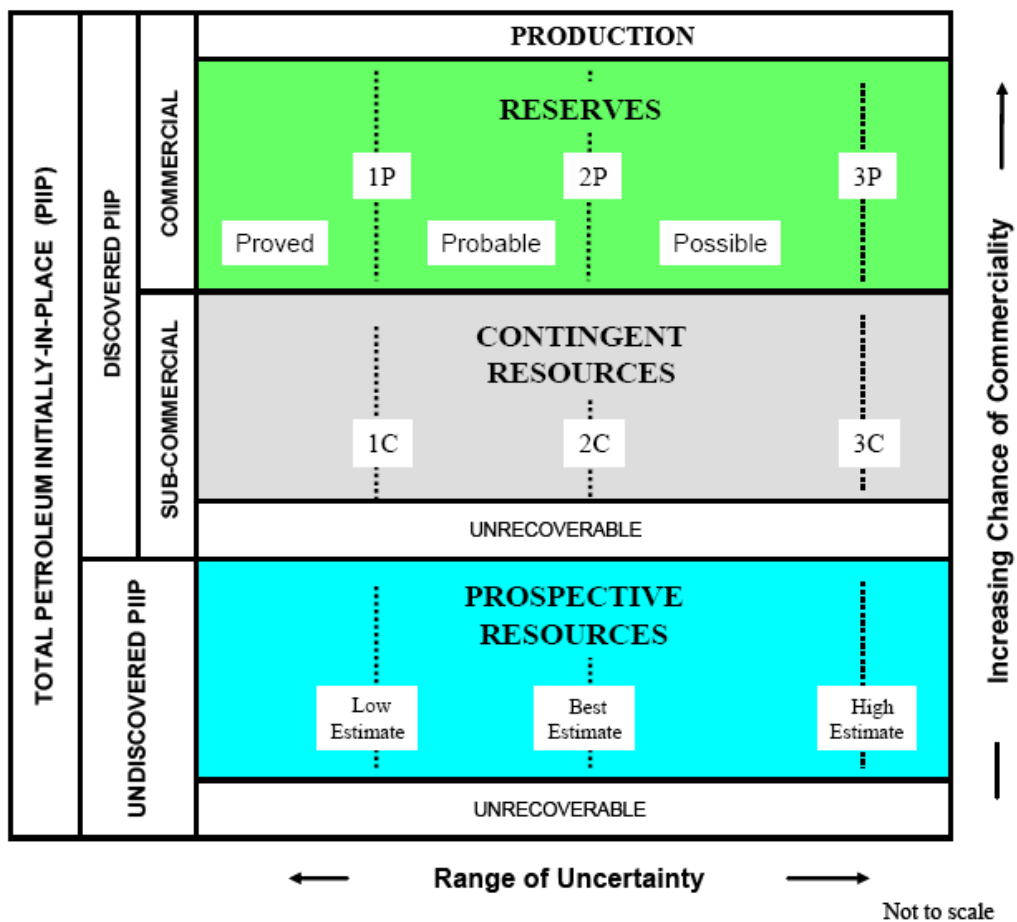 TOTAL PETROLEUM INITIALLY-IN-PLACE (PIIP)
DISCOVERED PIIP
COMMERCIAL
PRODUCTION
RESERVES
1P
2P
3P
Proved
Probable
Possible
SUB-COMMERCIAL
CONTINGENT
RESOURCES
1C
2C
3C
UNRECOVERABLE
UNDISCOVERED PIIP
PROSPECTIVE
RESOURCES
Low
Estimate
Best
Estimate
High
Estimate
UNRECOVERABLE
Increasing Chance of Commerciality
Range of Uncertainty
Not to scale